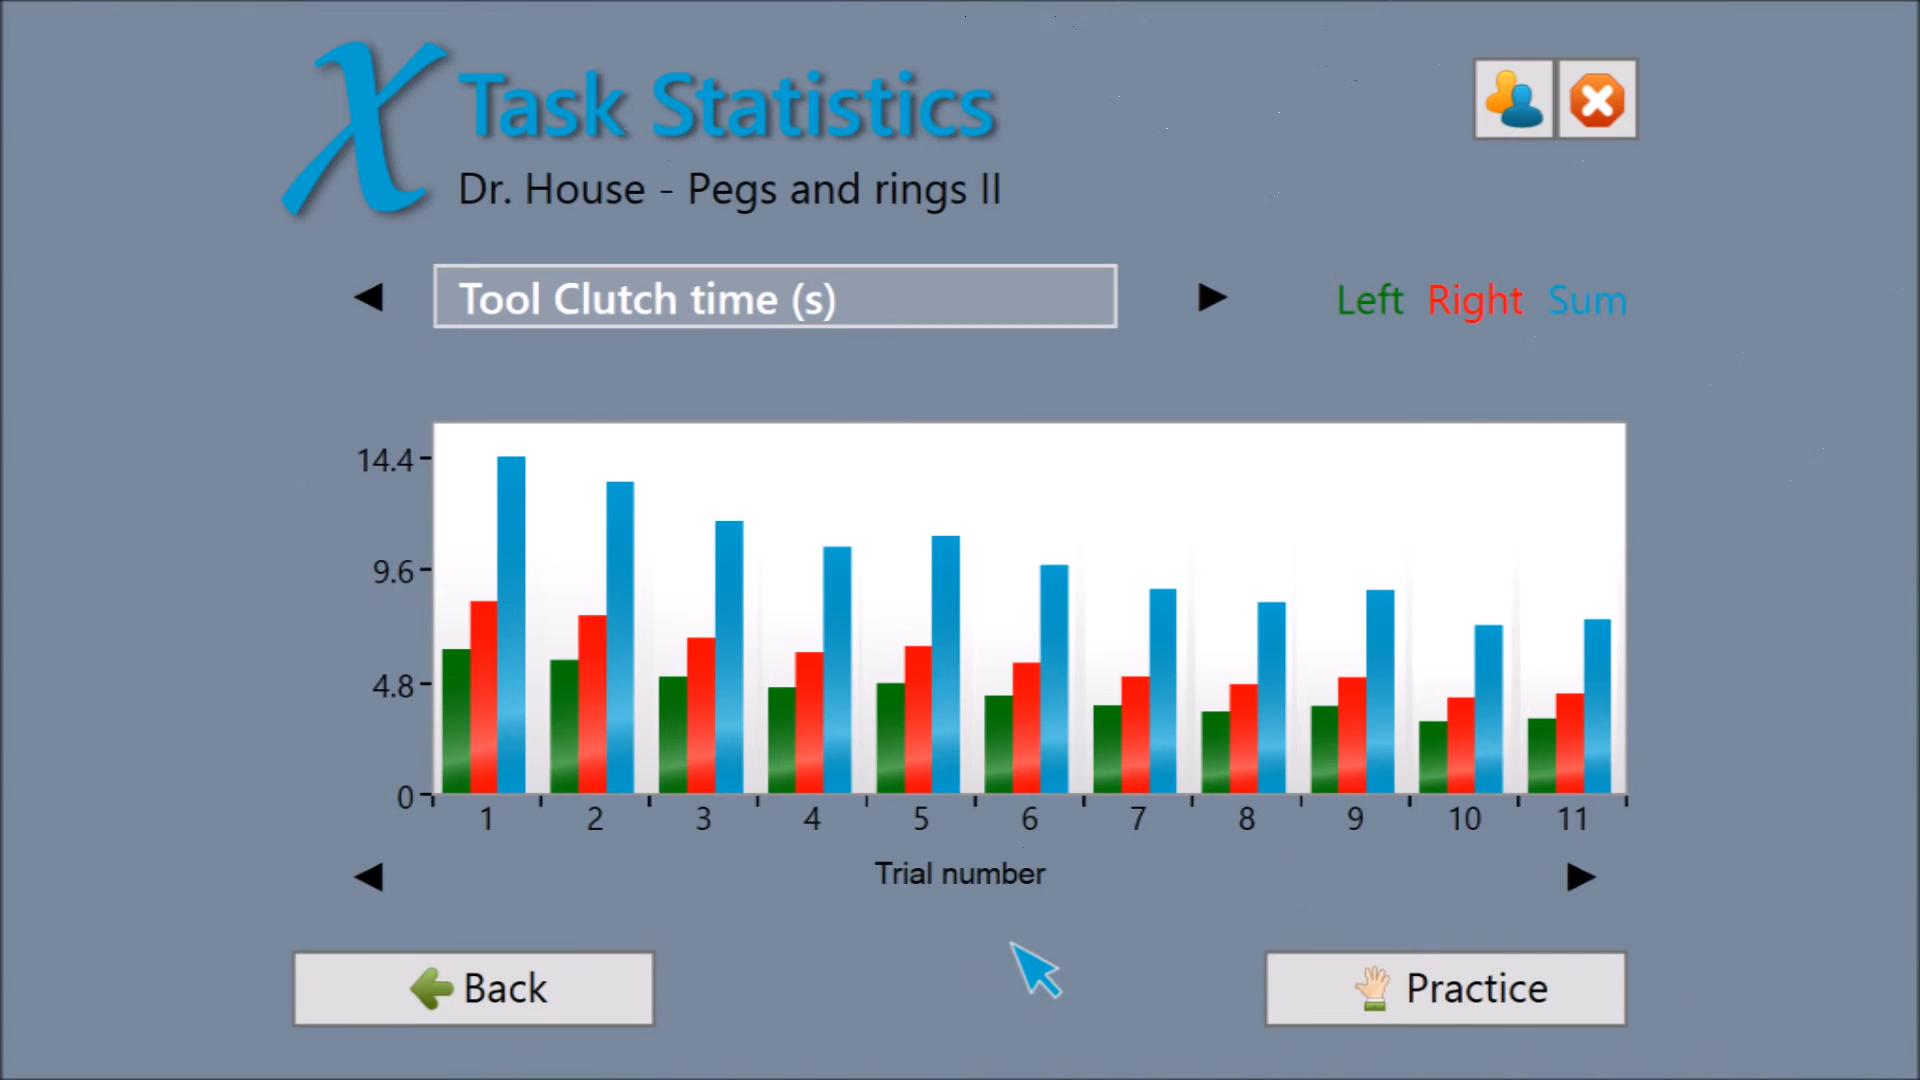 Task Statistics
Dr. House - Pegs and rings II
Tool Clutch time (s)
Left Right Sum
14.4
9.6
4.8
0
1 2 3 4 5 6 7 8 9 10 11
Trial number
Back
Practice